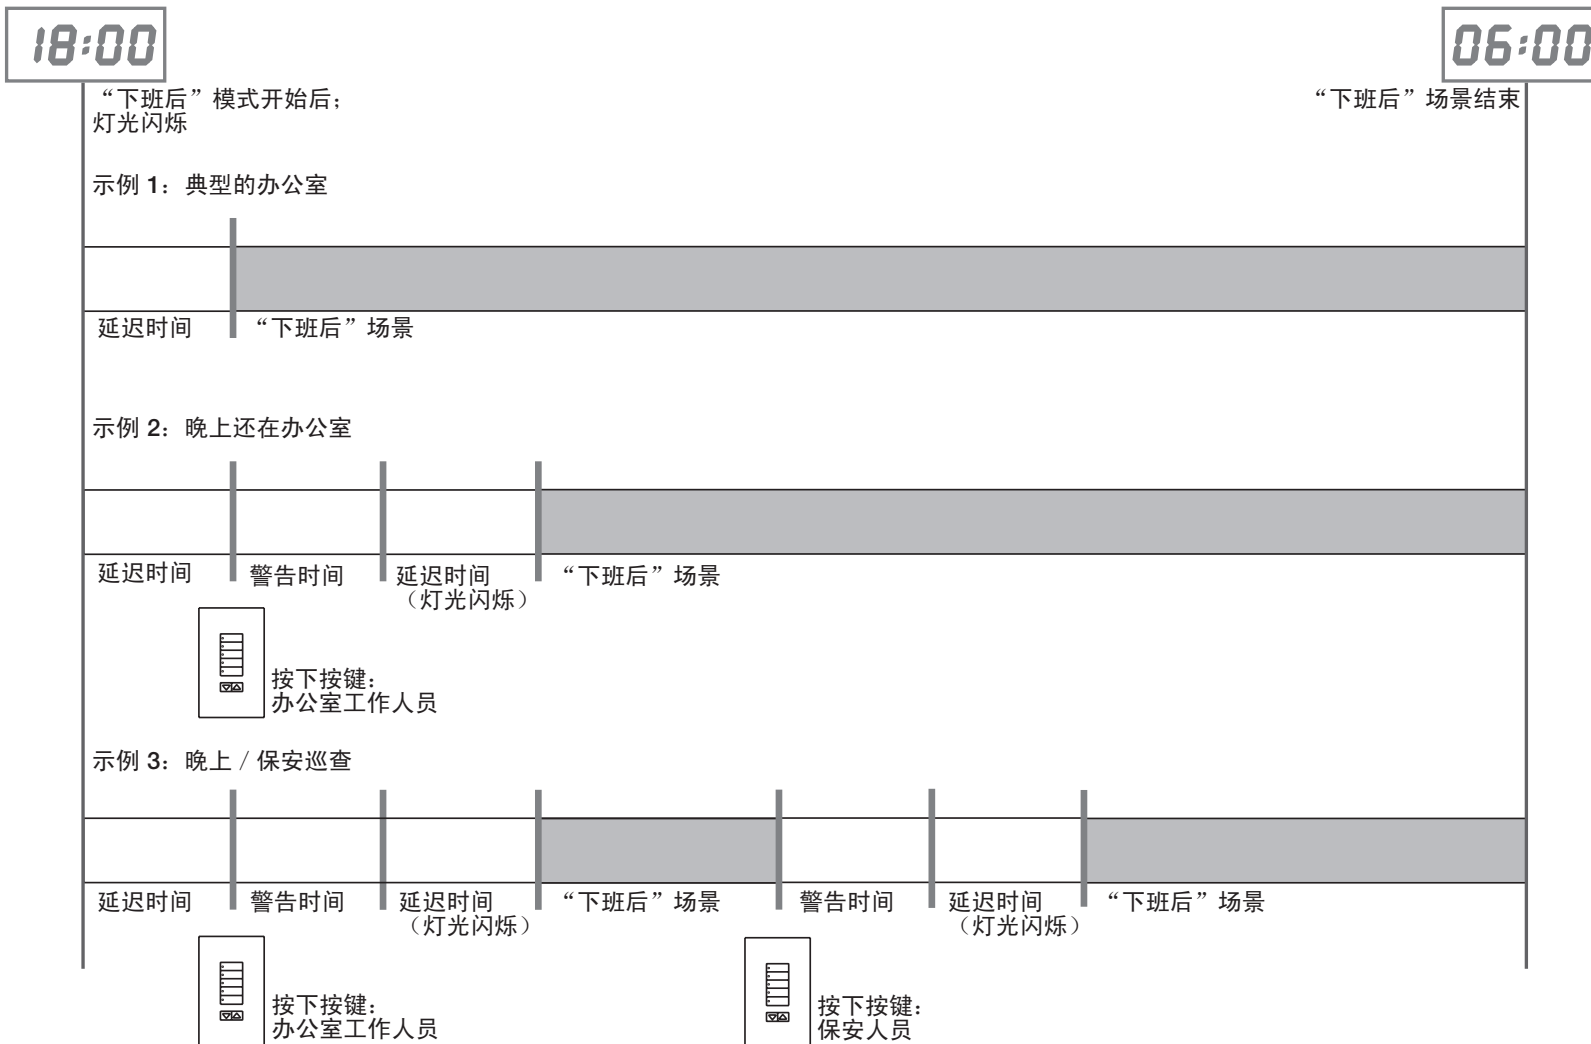 18:00
06:00
“下班后”模式开始后；
灯光闪烁
“下班后”场景结束
示例 1：典型的办公室
延迟时间
“下班后”场景
示例 2：晚上还在办公室
延迟时间
警告时间
延迟时间
（灯光闪烁）
“下班后”场景
按下按键：
办公室工作人员
示例 3：晚上 / 保安巡查
延迟时间
警告时间
延迟时间
（灯光闪烁）
“下班后”场景
警告时间
延迟时间
（灯光闪烁）
“下班后”场景
按下按键：
办公室工作人员
按下按键：
保安人员